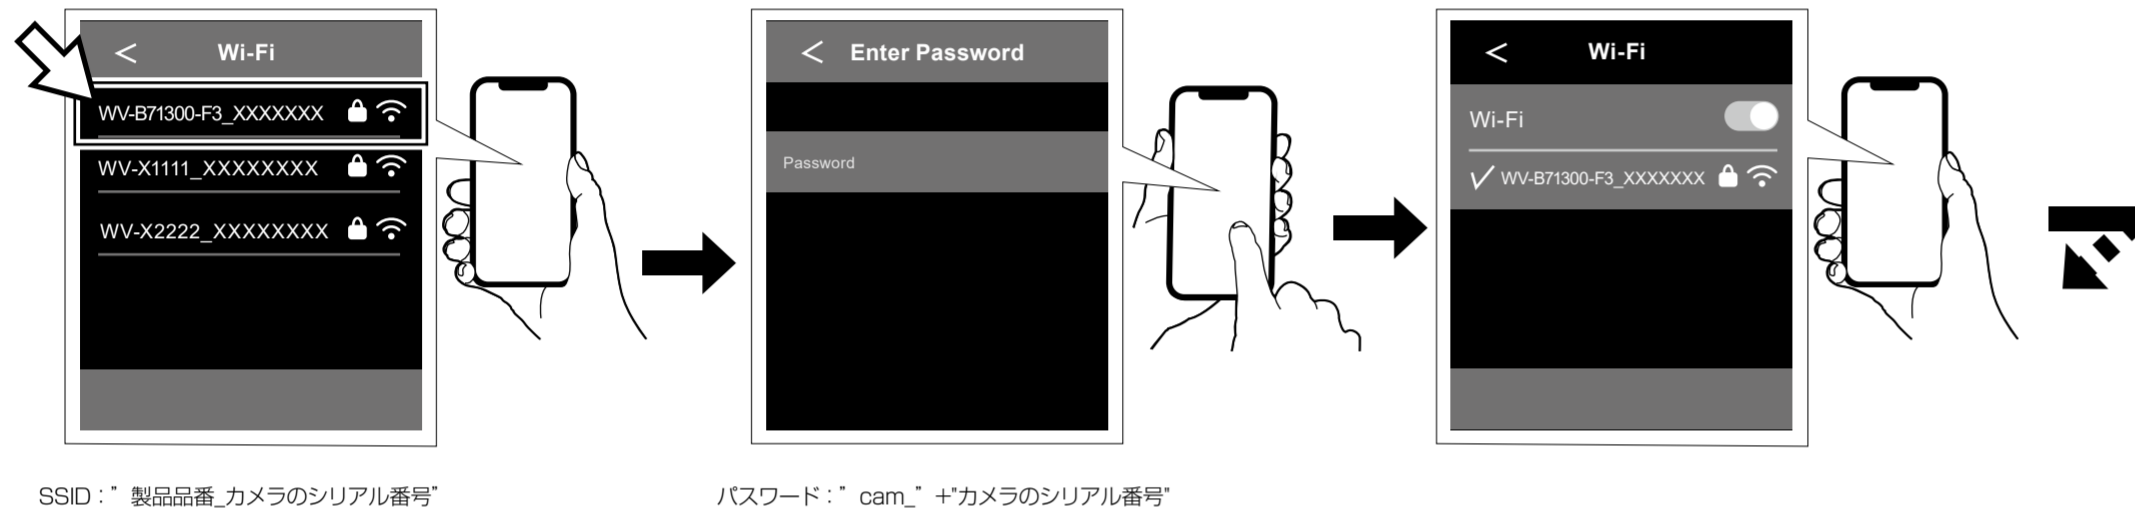 < Wi-Fi
WV-B71300-F3_XXXXXXX
WV-X1111_XXXXXXXX
WV-X2222_XXXXXXXX
< Enter Password
Password
< Wi-Fi
Wi-Fi
✓ WV-B71300-F3_XXXXXXX
SSID：”製品品番_カメラのシリアル番号”
パスワード：”cam_”+"カメラのシリアル番号"